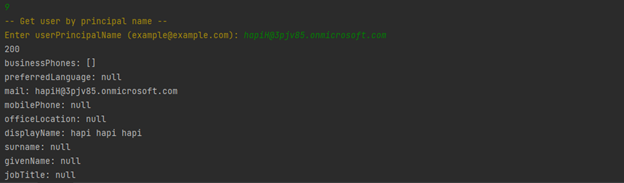 9
-- Get user by principal name --
Enter userPrincipalName (example@example.com): hapiH@3pjv85.onmicrosoft.com
200
businessPhones: []
preferredLanguage: null
mail: hapiH@3pjv85.onmicrosoft.com
mobilePhone: null
officeLocation: null
displayName: hapi hapi hapi
surname: null
givenName: null
jobTitle: null